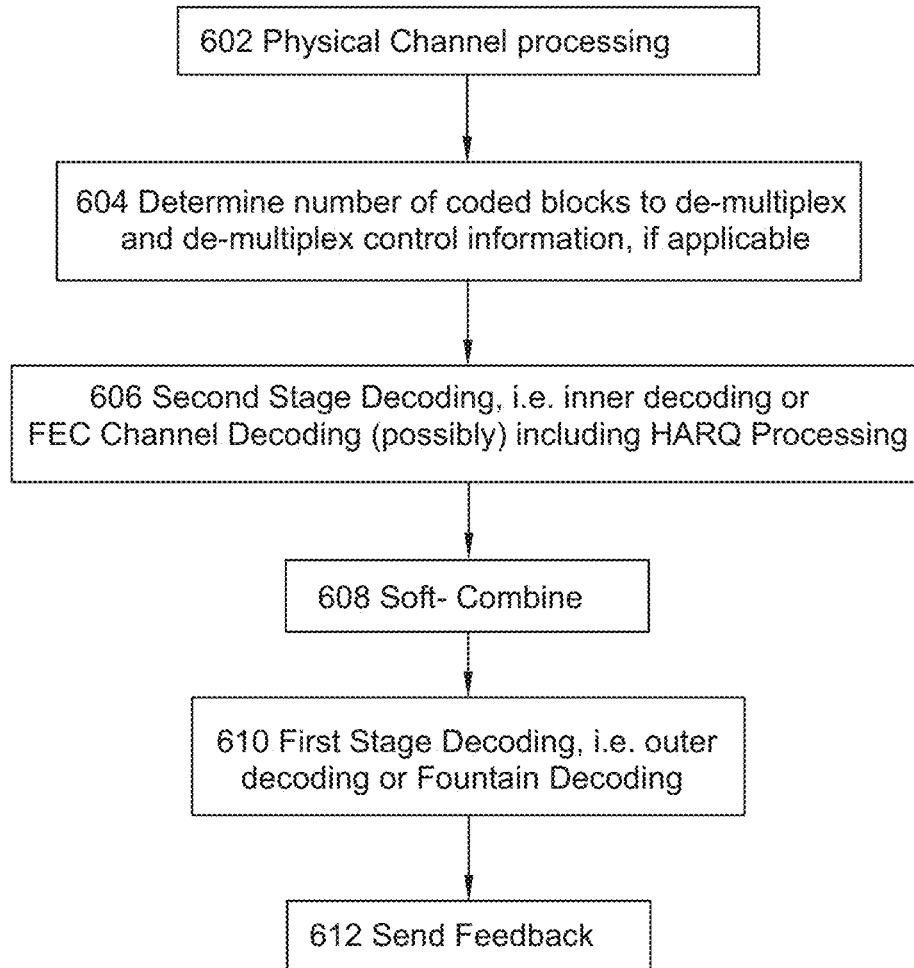 602 Physical Channel processing
604 Determine number of coded blocks to de-multiplex
and de-multiplex control information, if applicable
606 Second Stage Decoding, i.e. inner decoding or
FEC Channel Decoding (possibly) including HARQ Processing
608 Soft- Combine
610 First Stage Decoding, i.e. outer
decoding or Fountain Decoding
612 Send Feedback